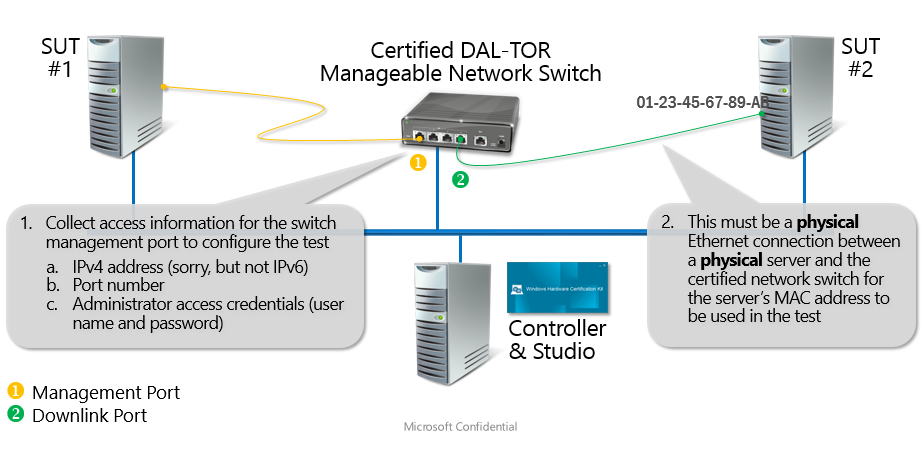 SUT
#1
Certified DAL-TOR
Manageable Network Switch
SUT
#2
01-23-45-67-89-AB
1
2
1. Collect access information for the switch
management port to configure the test
a. IPv4 address (sorry, but not IPv6)
b. Port number
c. Administrator access credentials (user
name and password)
2. This must be a physical
Ethernet connection between
a physical server and the
certified network switch for
the server's MAC address to
be used in the test
Windows Hardware Certification Kit
Controller
& Studio
1 Management Port
2 Downlink Port
Microsoft Confidential